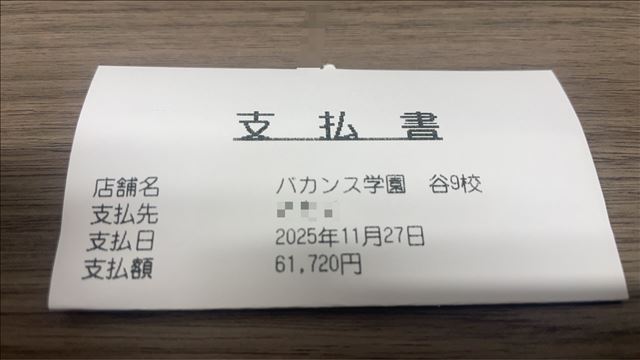 支払書
店舗名 バカンス学園 谷9校
支払先
支払日 2025年11月27日
支払額 61,720円